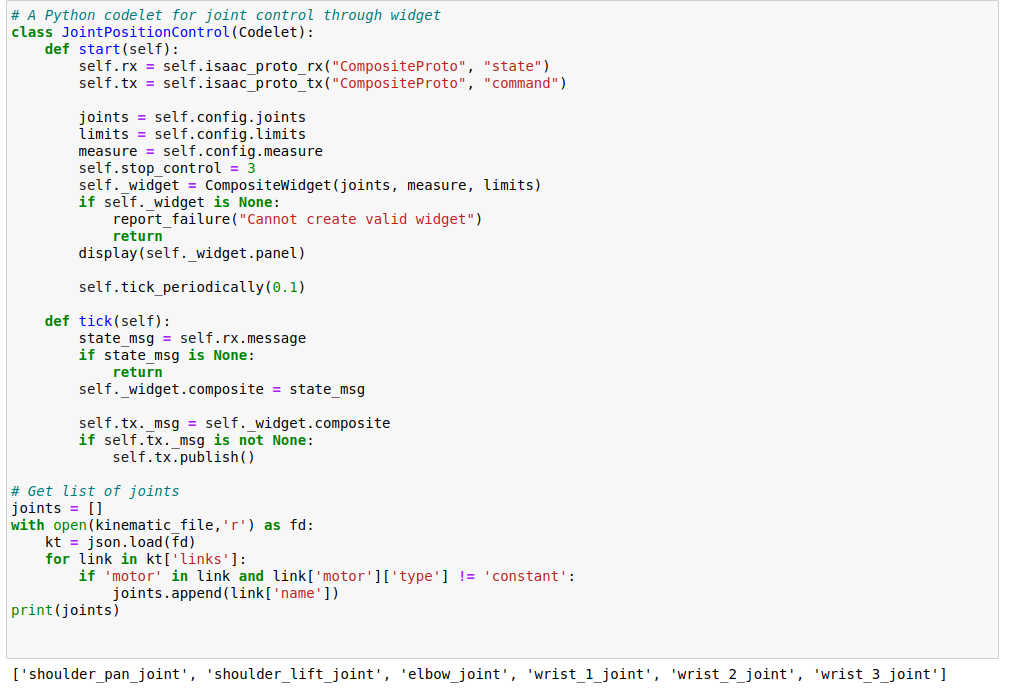 # A Python codelet for joint control through widget
class JointPositionControl(Codelet):
    def start(self):
        self.rx = self.isaac_proto_rx("CompositeProto", "state")
        self.tx = self.isaac_proto_tx("CompositeProto", "command")

        joints = self.config.joints
        limits = self.config.limits
        measure = self.config.measure
        self.stop_control = 3
        self._widget = CompositeWidget(joints, measure, limits)
        if self._widget is None:
            report_failure("Cannot create valid widget")
            return
        display(self._widget.panel)

        self.tick_periodically(0.1)

    def tick(self):
        state_msg = self.rx.message
        if state_msg is None:
            return
        self._widget.composite = state_msg

        self.tx._msg = self._widget.composite
        if self.tx._msg is not None:
            self.tx.publish()

# Get list of joints
joints = []
with open(kinematic_file,'r') as fd:
    kt = json.load(fd)
    for link in kt['links']:
        if 'motor' in link and link['motor']['type'] != 'constant':
            joints.append(link['name'])
print(joints)

['shoulder_pan_joint', 'shoulder_lift_joint', 'elbow_joint', 'wrist_1_joint', 'wrist_2_joint', 'wrist_3_joint']